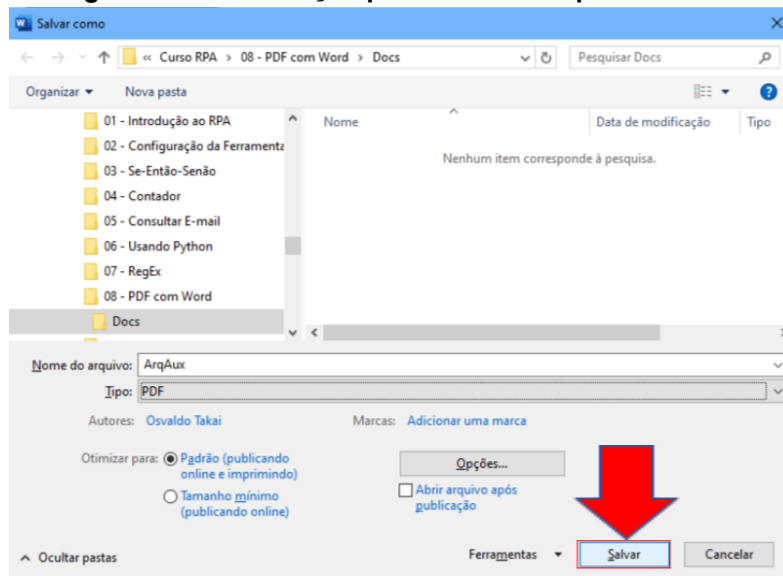 Salvar como
« Curso RPA > 08 - PDF com Word > Docs
Pesquisar Docs
Organizar
Nova pasta
Nome
Data de modificação
Tipo
01 - Introdução ao RPA
02 - Configuração da Ferramenta
03 - Se-Então-Senão
04 - Contador
05 - Consultar E-mail
06 - Usando Python
07 - RegEx
08 - PDF com Word
Docs
Nenhum item corresponde à pesquisa.
Nome do arquivo: ArqAux
Tipo: PDF
Autores: Osvaldo Takai
Marcas: Adicionar uma marca
Otimizar para:
Padrão (publicando
online e imprimindo)
Tamanho mínimo
(publicando online)
Opções...
Abrir arquivo após
publicação
Ocultar pastas
Ferramentas
Salvar
Cancelar